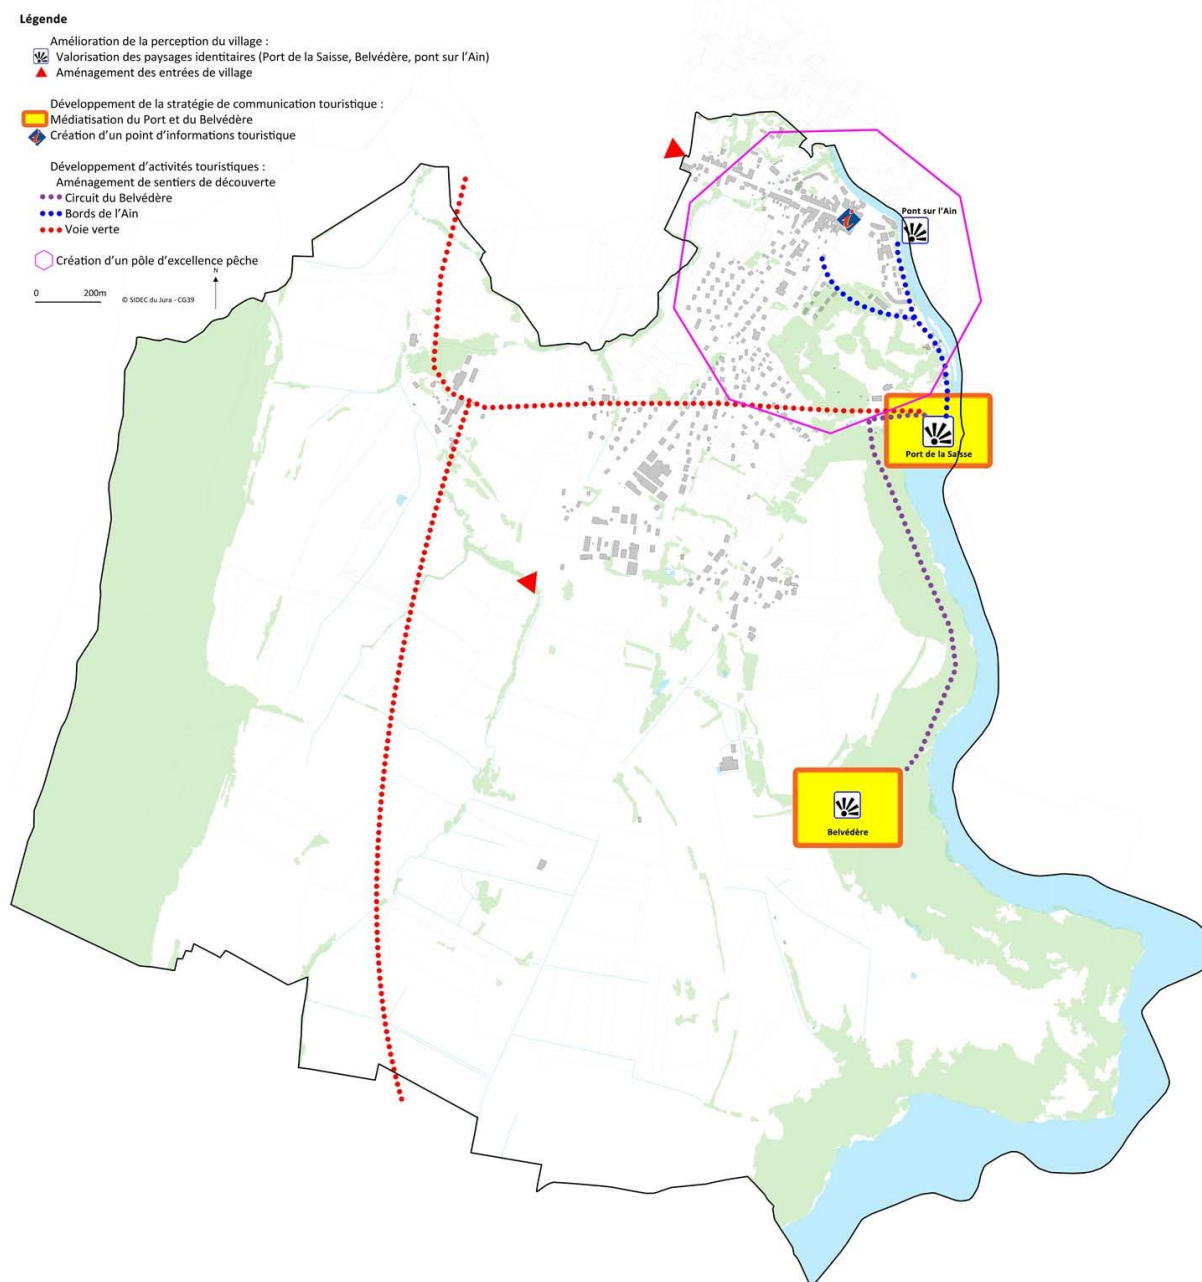 Légende
Amélioration de la perception du village :
Valorisation des paysages identitaires (Port de la Saisse, Belvédère, pont sur l'Ain)
Aménagement des entrées de village
Développement de la stratégie de communication touristique :
Médiatisation du Port et du Belvédère
Création d'un point d'informations touristique
Développement d'activités touristiques :
Aménagement de sentiers de découverte
Circuit du Belvédère
Bords de l'Ain
Voie verte
Création d'un pôle d'excellence pêche
N
0 200m © SIDEC du Jura - CG39
Pont sur l'Ain
Port de la Saisse
Belvédère